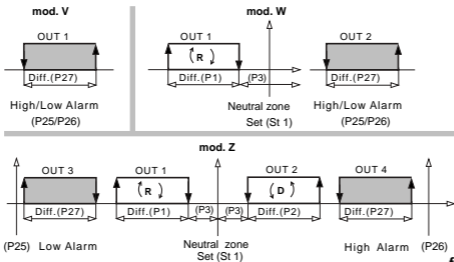 mod. V
OUT 1
Diff.(P27)
High/Low Alarm
(P25/P26)
mod. W
OUT 1
R
Diff.(P1)
(P3)
Neutral zone
Set (St 1)
OUT 2
Diff.(P27)
High/Low Alarm
(P25/P26)
mod. Z
OUT 3
OUT 1
OUT 2
OUT 4
R
D
Diff.(P27)
Diff.(P1)
(P3)
(P3)
Diff.(P2)
Diff.(P27)
(P25)
Low Alarm
Neutral zone
Set (St 1)
High Alarm
(P26)